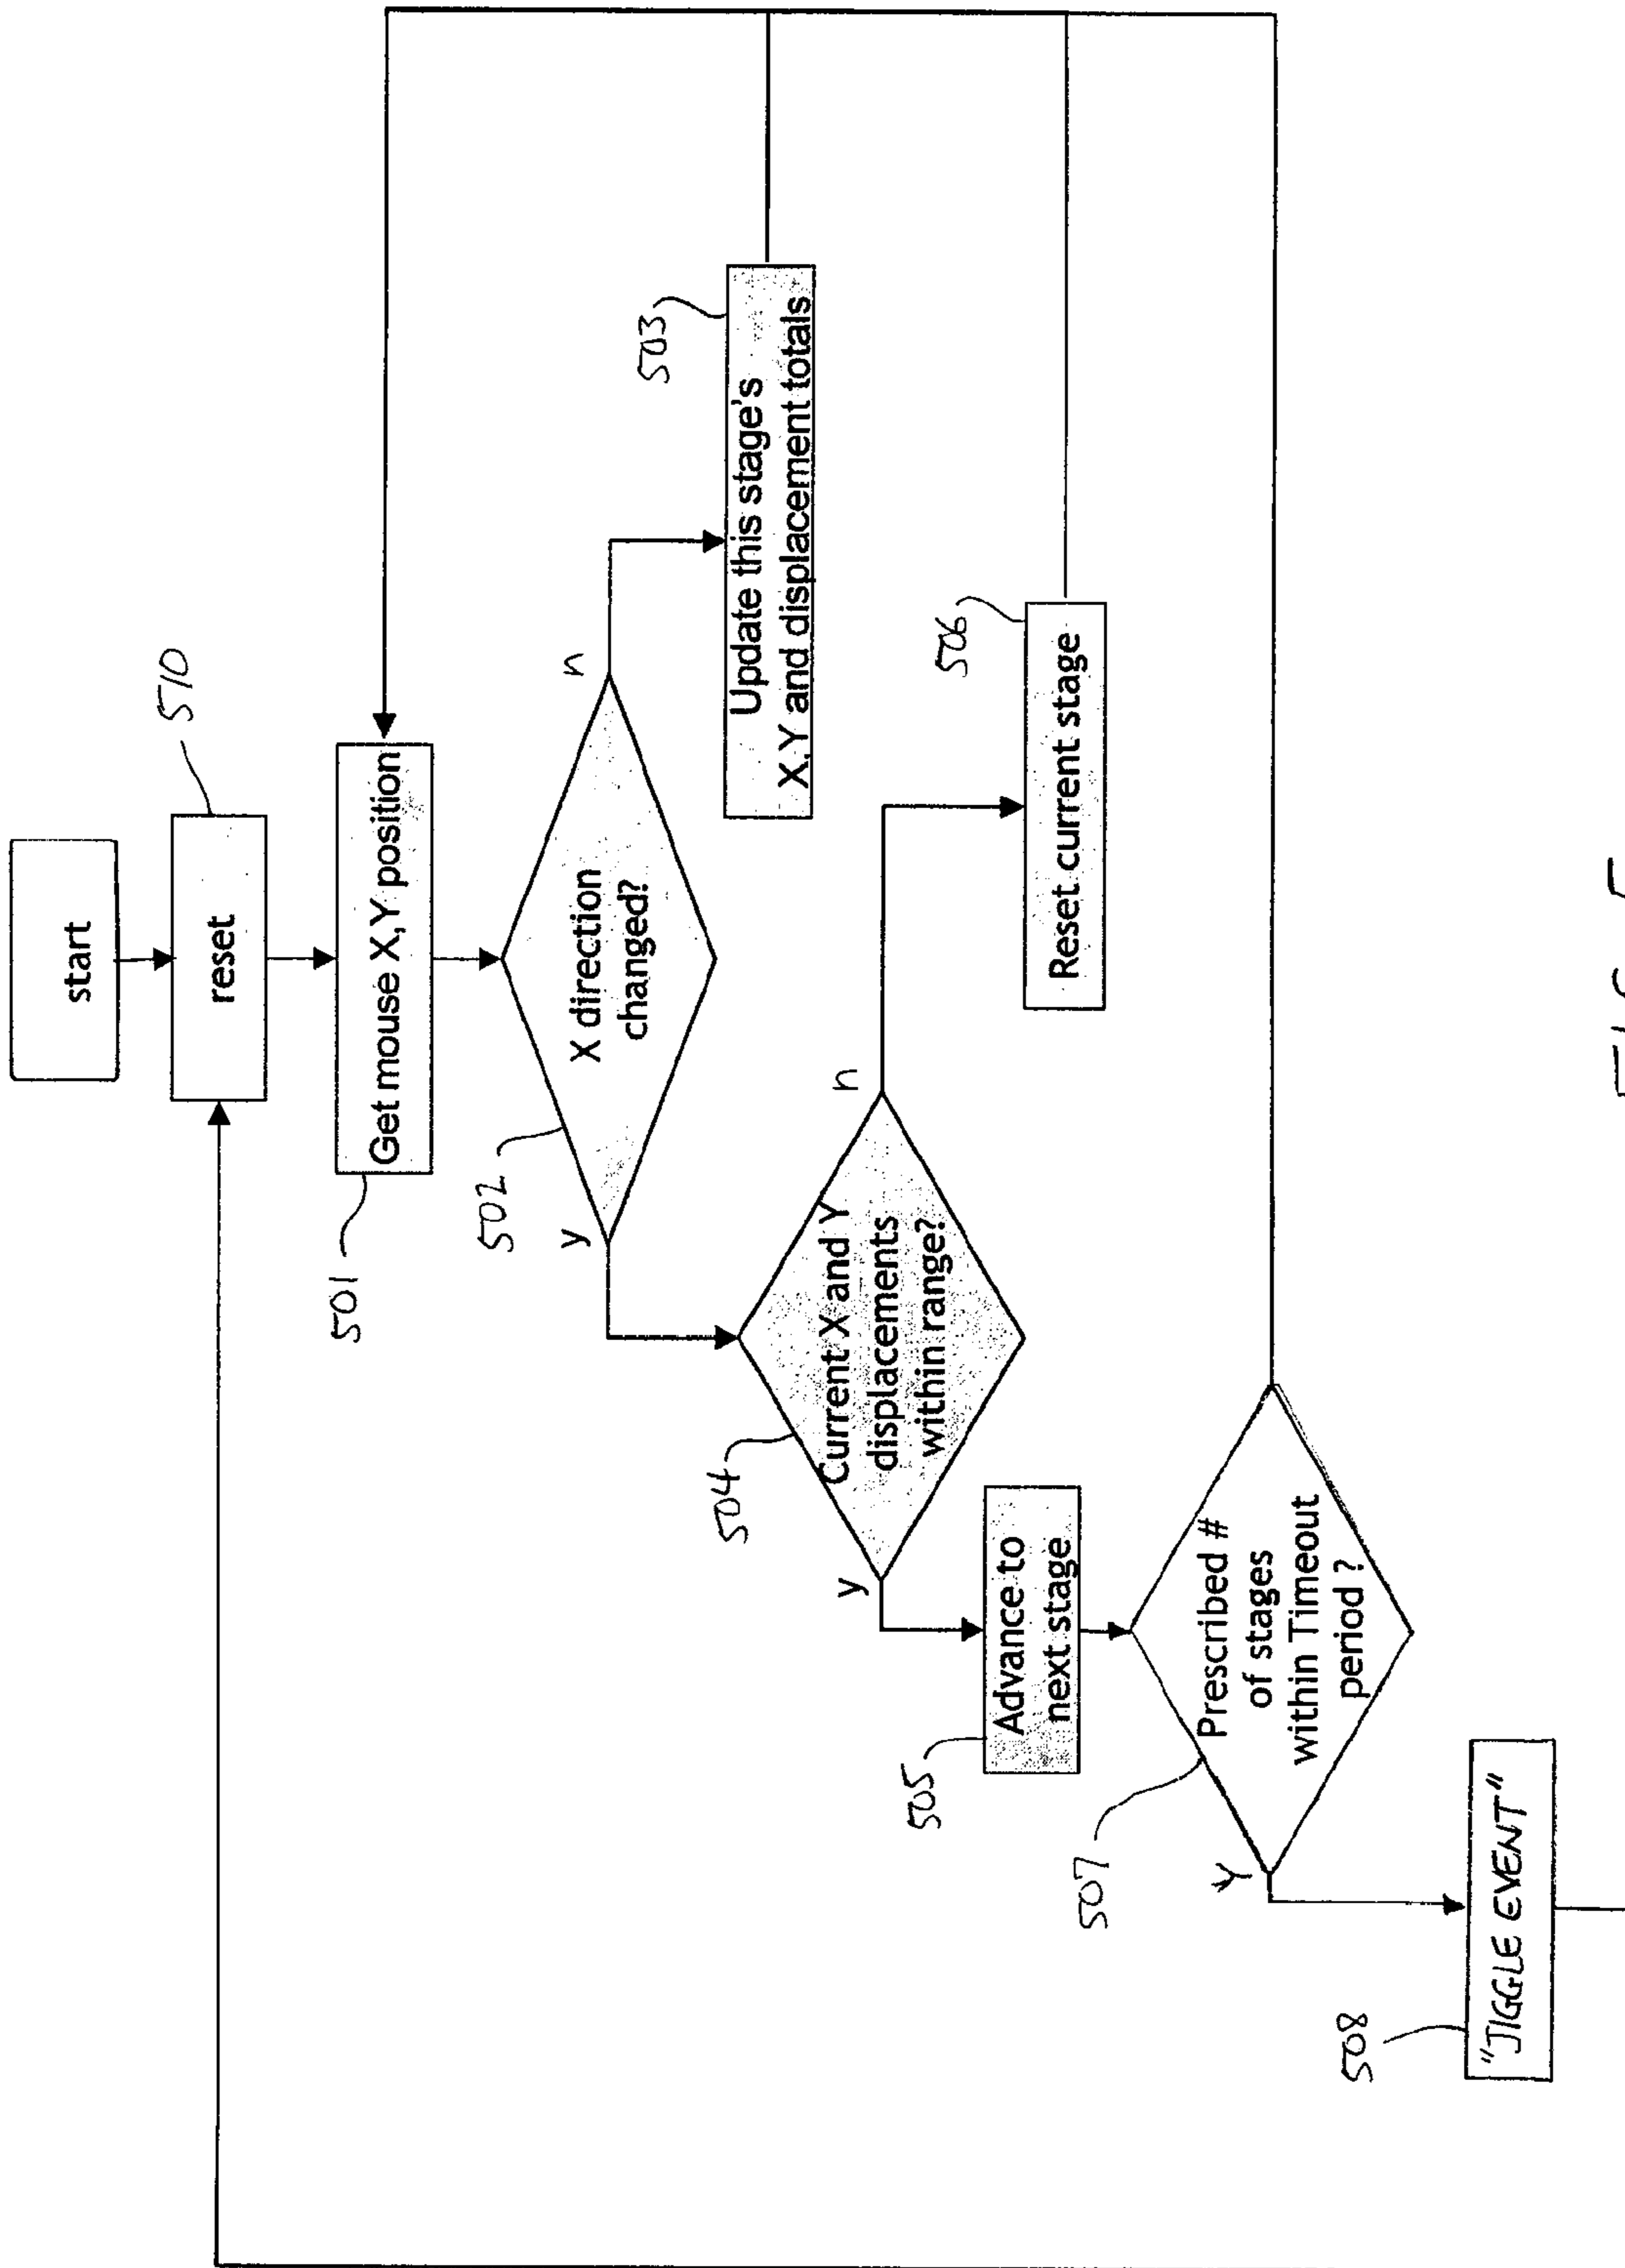 start
reset
510
Get mouse X,Y position
501
X direction
changed?
502
y
n
Update this stage's
X,Y and displacement totals
503
Current X and Y
displacements
within range?
504
y
n
Advance to
next stage
505
Reset current stage
506
Prescribed #
of stages
within Timeout
period ?
507
Y
"JIGGLE EVENT"
508